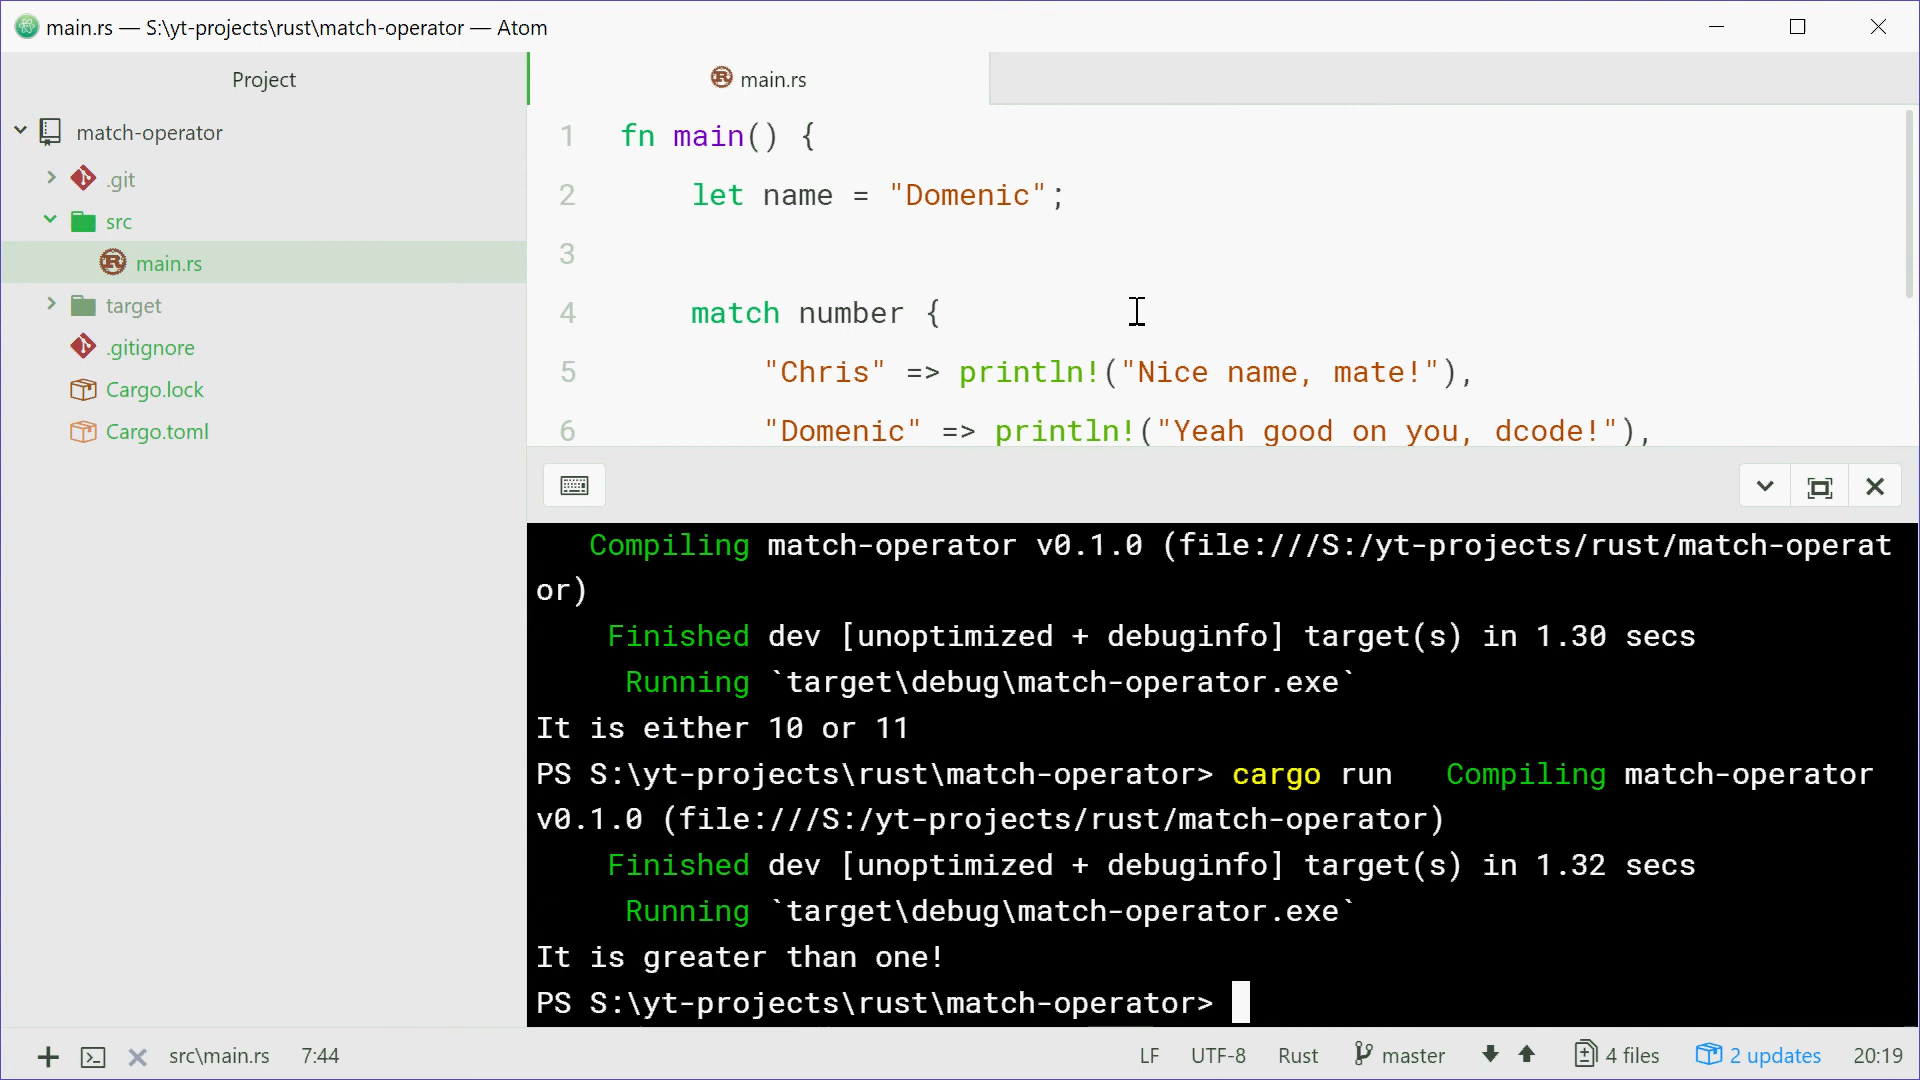 main.rs — S:\yt-projects\rust\match-operator — Atom
Project
main.rs
match-operator
.git
src
main.rs
target
.gitignore
Cargo.lock
Cargo.toml
1 fn main() {
2 let name = "Domenic";
3
4 match number {
5 "Chris" => println!("Nice name, mate!"),
6 "Domenic" => println!("Yeah good on you, dcode!"),
Compiling match-operator v0.1.0 (file:///S:/yt-projects/rust/match-operat
or)
Finished dev [unoptimized + debuginfo] target(s) in 1.30 secs
Running `target\debug\match-operator.exe`
It is either 10 or 11
PS S:\yt-projects\rust\match-operator> cargo run   Compiling match-operator
v0.1.0 (file:///S:/yt-projects/rust/match-operator)
Finished dev [unoptimized + debuginfo] target(s) in 1.32 secs
Running `target\debug\match-operator.exe`
It is greater than one!
PS S:\yt-projects\rust\match-operator>
src\main.rs 7:44 LF UTF-8 Rust master 4 files 2 updates 20:19